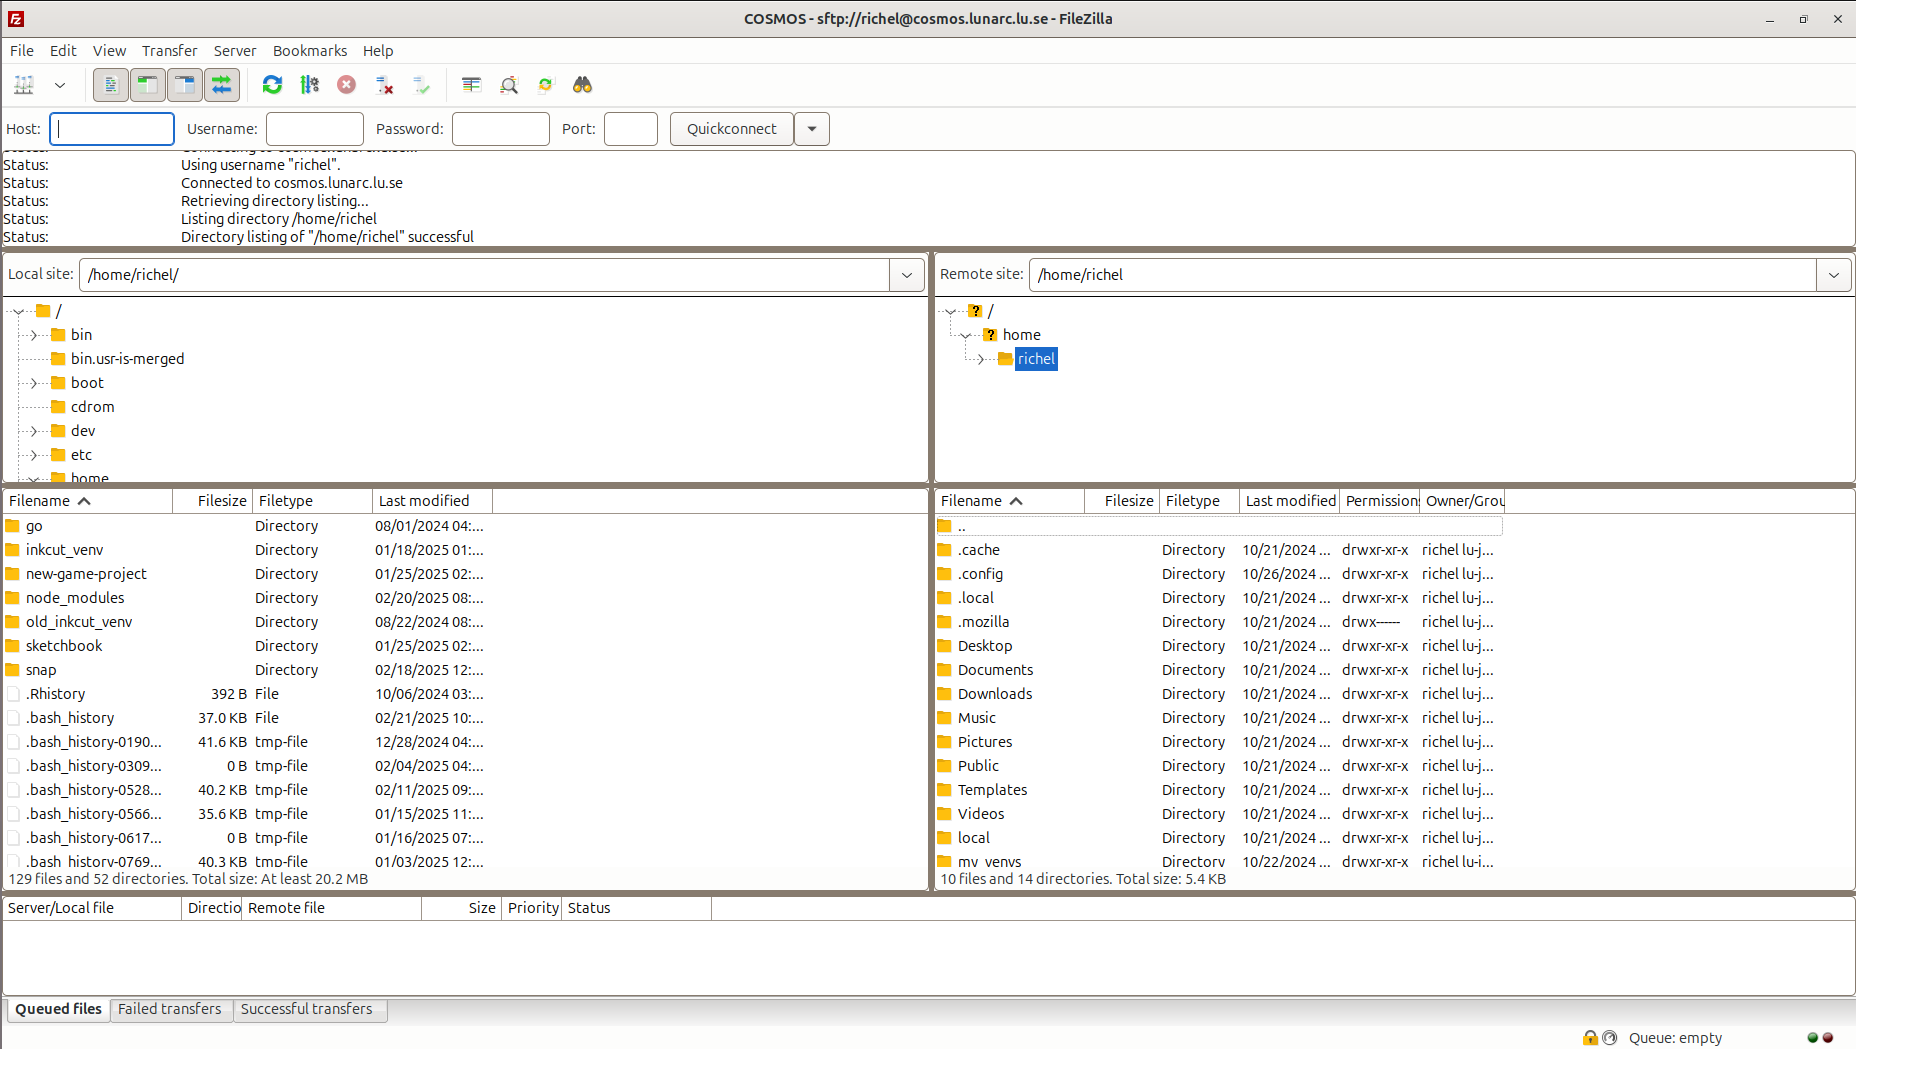 COSMOS - sftp://richel@cosmos.lunarc.lu.se - FileZilla
File Edit View Transfer Server Bookmarks Help
Host: Username: Password: Port: Quickconnect
Status: Using username "richel".
Status: Connected to cosmos.lunarc.lu.se
Status: Retrieving directory listing...
Status: Listing directory /home/richel
Status: Directory listing of "/home/richel" successful
Local site: /home/richel/
/
bin
bin.usr-is-merged
boot
cdrom
dev
etc
home
Remote site: /home/richel
/
home
richel
Filename Filesize Filetype Last modified
go Directory 08/01/2024 04:...
inkcut_venv Directory 01/18/2025 01:...
new-game-project Directory 01/25/2025 02:...
node_modules Directory 02/20/2025 08:...
old_inkcut_venv Directory 08/22/2024 08:...
sketchbook Directory 01/25/2025 02:...
snap Directory 02/18/2025 12:...
.Rhistory 392 B File 10/06/2024 03:...
.bash_history 37.0 KB File 02/21/2025 10:...
.bash_history-0190... 41.6 KB tmp-file 12/28/2024 04:...
.bash_history-0309... 0 B tmp-file 02/04/2025 04:...
.bash_history-0528... 40.2 KB tmp-file 02/11/2025 09:...
.bash_history-0566... 35.6 KB tmp-file 01/15/2025 11:...
.bash_history-0617... 0 B tmp-file 01/16/2025 07:...
.bash_history-0769... 40.3 KB tmp-file 01/03/2025 12:...
129 files and 52 directories. Total size: At least 20.2 MB
Filename Filesize Filetype Last modified Permission Owner/Grou
..
.cache Directory 10/21/2024 ... drwxr-xr-x richel lu-j...
.config Directory 10/26/2024 ... drwxr-xr-x richel lu-j...
.local Directory 10/21/2024 ... drwxr-xr-x richel lu-j...
.mozilla Directory 10/21/2024 ... drwx------ richel lu-j...
Desktop Directory 10/21/2024 ... drwxr-xr-x richel lu-j...
Documents Directory 10/21/2024 ... drwxr-xr-x richel lu-j...
Downloads Directory 10/21/2024 ... drwxr-xr-x richel lu-j...
Music Directory 10/21/2024 ... drwxr-xr-x richel lu-j...
Pictures Directory 10/21/2024 ... drwxr-xr-x richel lu-j...
Public Directory 10/21/2024 ... drwxr-xr-x richel lu-j...
Templates Directory 10/21/2024 ... drwxr-xr-x richel lu-j...
Videos Directory 10/21/2024 ... drwxr-xr-x richel lu-j...
local Directory 10/21/2024 ... drwxr-xr-x richel lu-j...
my_venvs Directory 10/22/2024 ... drwxr-xr-x richel lu-j...
10 files and 14 directories. Total size: 5.4 KB
Server/Local file Directio Remote file Size Priority Status
Queued files Failed transfers Successful transfers
Queue: empty